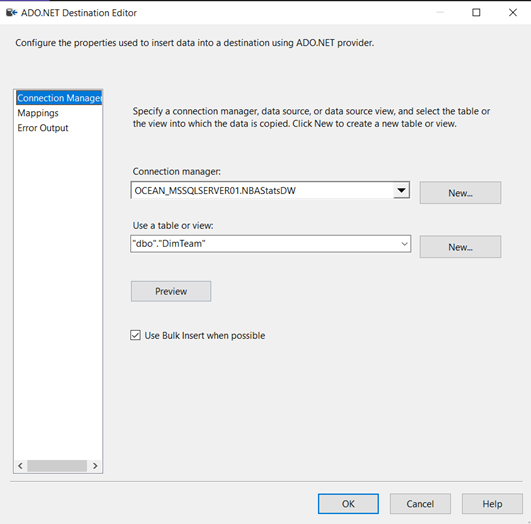 ADO.NET Destination Editor
Configure the properties used to insert data into a destination using ADO.NET provider.
Connection Manager
Mappings
Error Output
Specify a connection manager, data source, or data source view, and select the table or
the view into which the data is copied. Click New to create a new table or view.
Connection manager:
OCEAN_MSSQLSERVER01.NBAStatsDW
New...
Use a table or view:
"dbo"."DimTeam"
New...
Preview
Use Bulk Insert when possible
OK
Cancel
Help